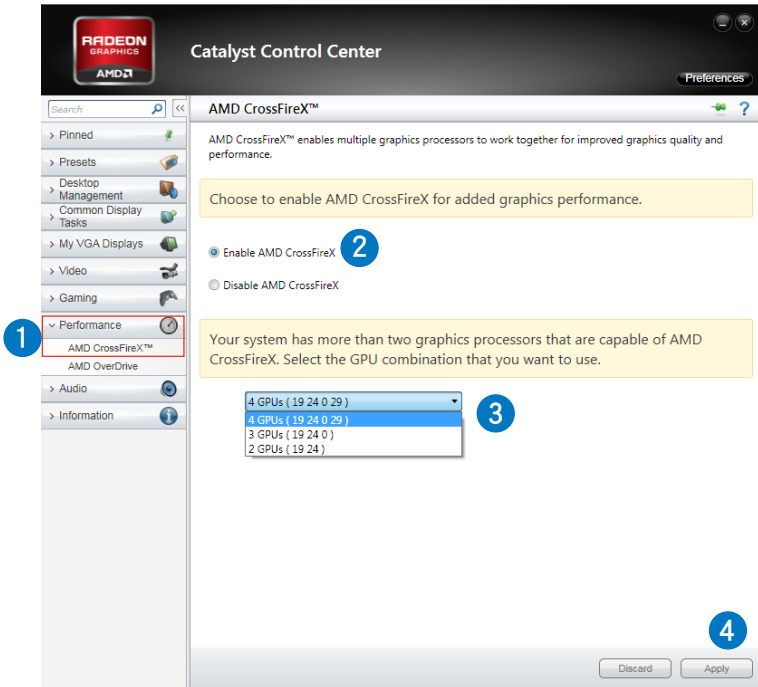 RADEON
GRAPHICS
AMD
Catalyst Control Center
Preferences
Search
<<
AMD CrossFireX™
?
> Pinned
> Presets
> Desktop
Management
> Common Display
Tasks
> My VGA Displays
> Video
> Gaming
1
Performance
AMD CrossFireX™
AMD OverDrive
> Audio
> Information
AMD CrossFireX™ enables multiple graphics processors to work together for improved graphics quality and
performance.
Choose to enable AMD CrossFireX for added graphics performance.
Enable AMD CrossFireX
2
Disable AMD CrossFireX
Your system has more than two graphics processors that are capable of AMD
CrossFireX. Select the GPU combination that you want to use.
4 GPUs ( 19 24 0 29 )
3
4 GPUs ( 19 24 0 29 )
3 GPUs ( 19 24 0 )
2 GPUs ( 19 24 )
4
Discard
Apply